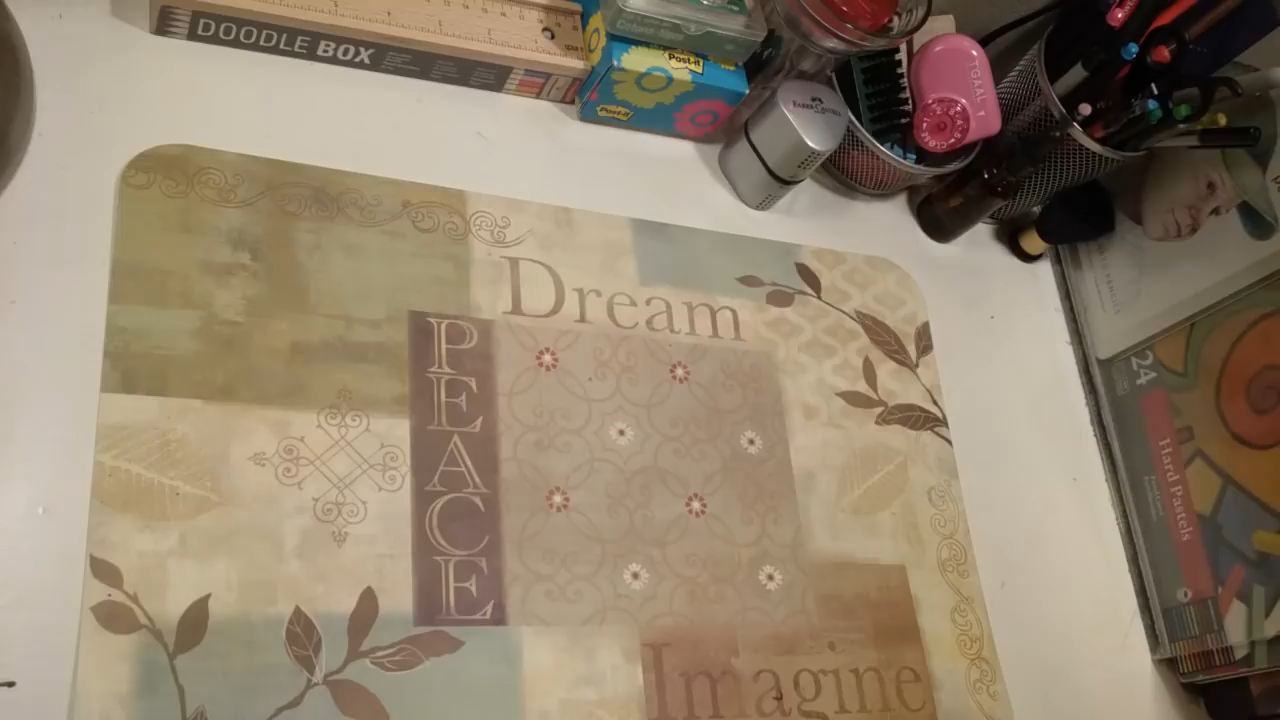 DOODLE BOX
Post-it
Post-it
FABER-CASTELL
Dream
PEACE
24
Hard Pastels
Imagine